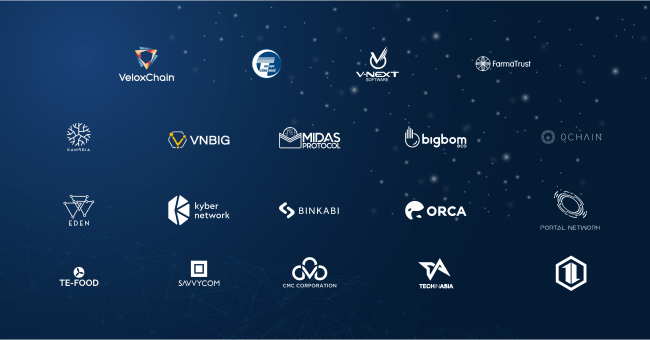 VeloxChain
V-NEXT
SOFTWARE
FarmaTrust
KAMBRIA
VNBIG
MIDAS
PROTOCOL
bigbom
eco
QCHAIN
EDEN
kyber
network
BINKABI
ORCA
PORTAL NETWORK
TE-FOOD
SAVVYCOM
CMC CORPORATION
TECHINASIA